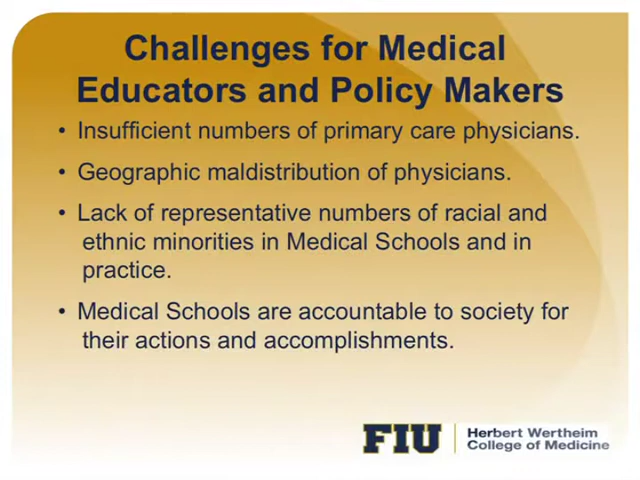 Challenges for Medical
Educators and Policy Makers
• Insufficient numbers of primary care physicians.
• Geographic maldistribution of physicians.
• Lack of representative numbers of racial and
ethnic minorities in Medical Schools and in
practice.
• Medical Schools are accountable to society for
their actions and accomplishments.
FIU
Herbert Wertheim
College of Medicine